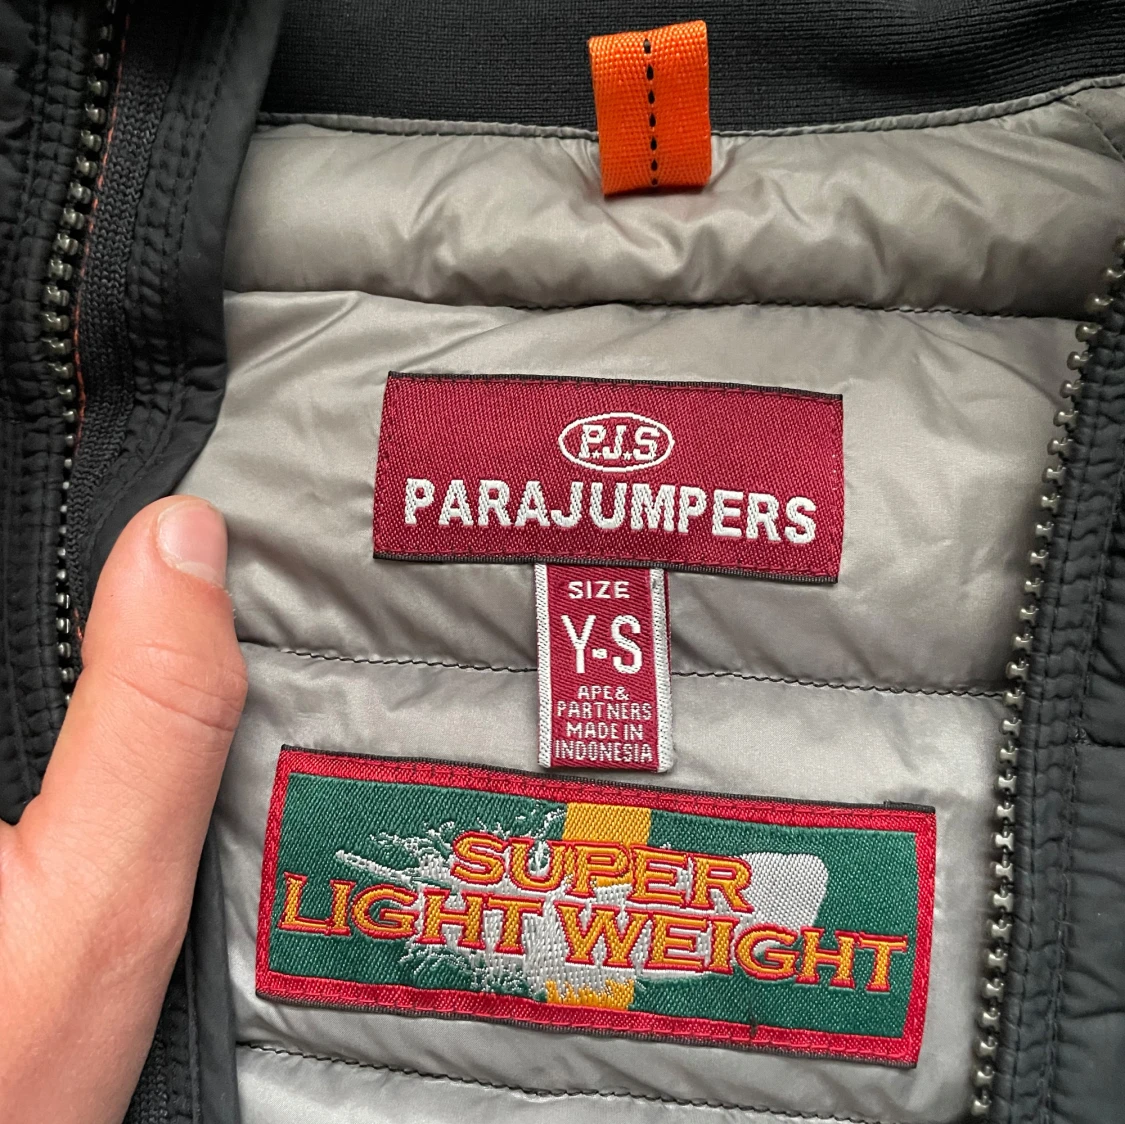 P.J.S
PARAJUMPERS
SIZE
Y-S
APE&
PARTNERS
MADE IN
INDONESIA
SUPER
LIGHT WEIGHT